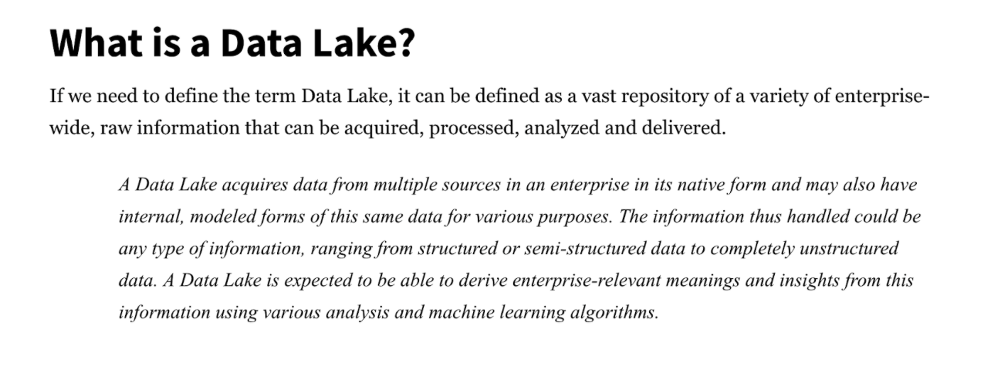 What is a Data Lake?
If we need to define the term Data Lake, it can be defined as a vast repository of a variety of enterprise-
wide, raw information that can be acquired, processed, analyzed and delivered.
A Data Lake acquires data from multiple sources in an enterprise in its native form and may also have
internal, modeled forms of this same data for various purposes. The information thus handled could be
any type of information, ranging from structured or semi-structured data to completely unstructured
data. A Data Lake is expected to be able to derive enterprise-relevant meanings and insights from this
information using various analysis and machine learning algorithms.